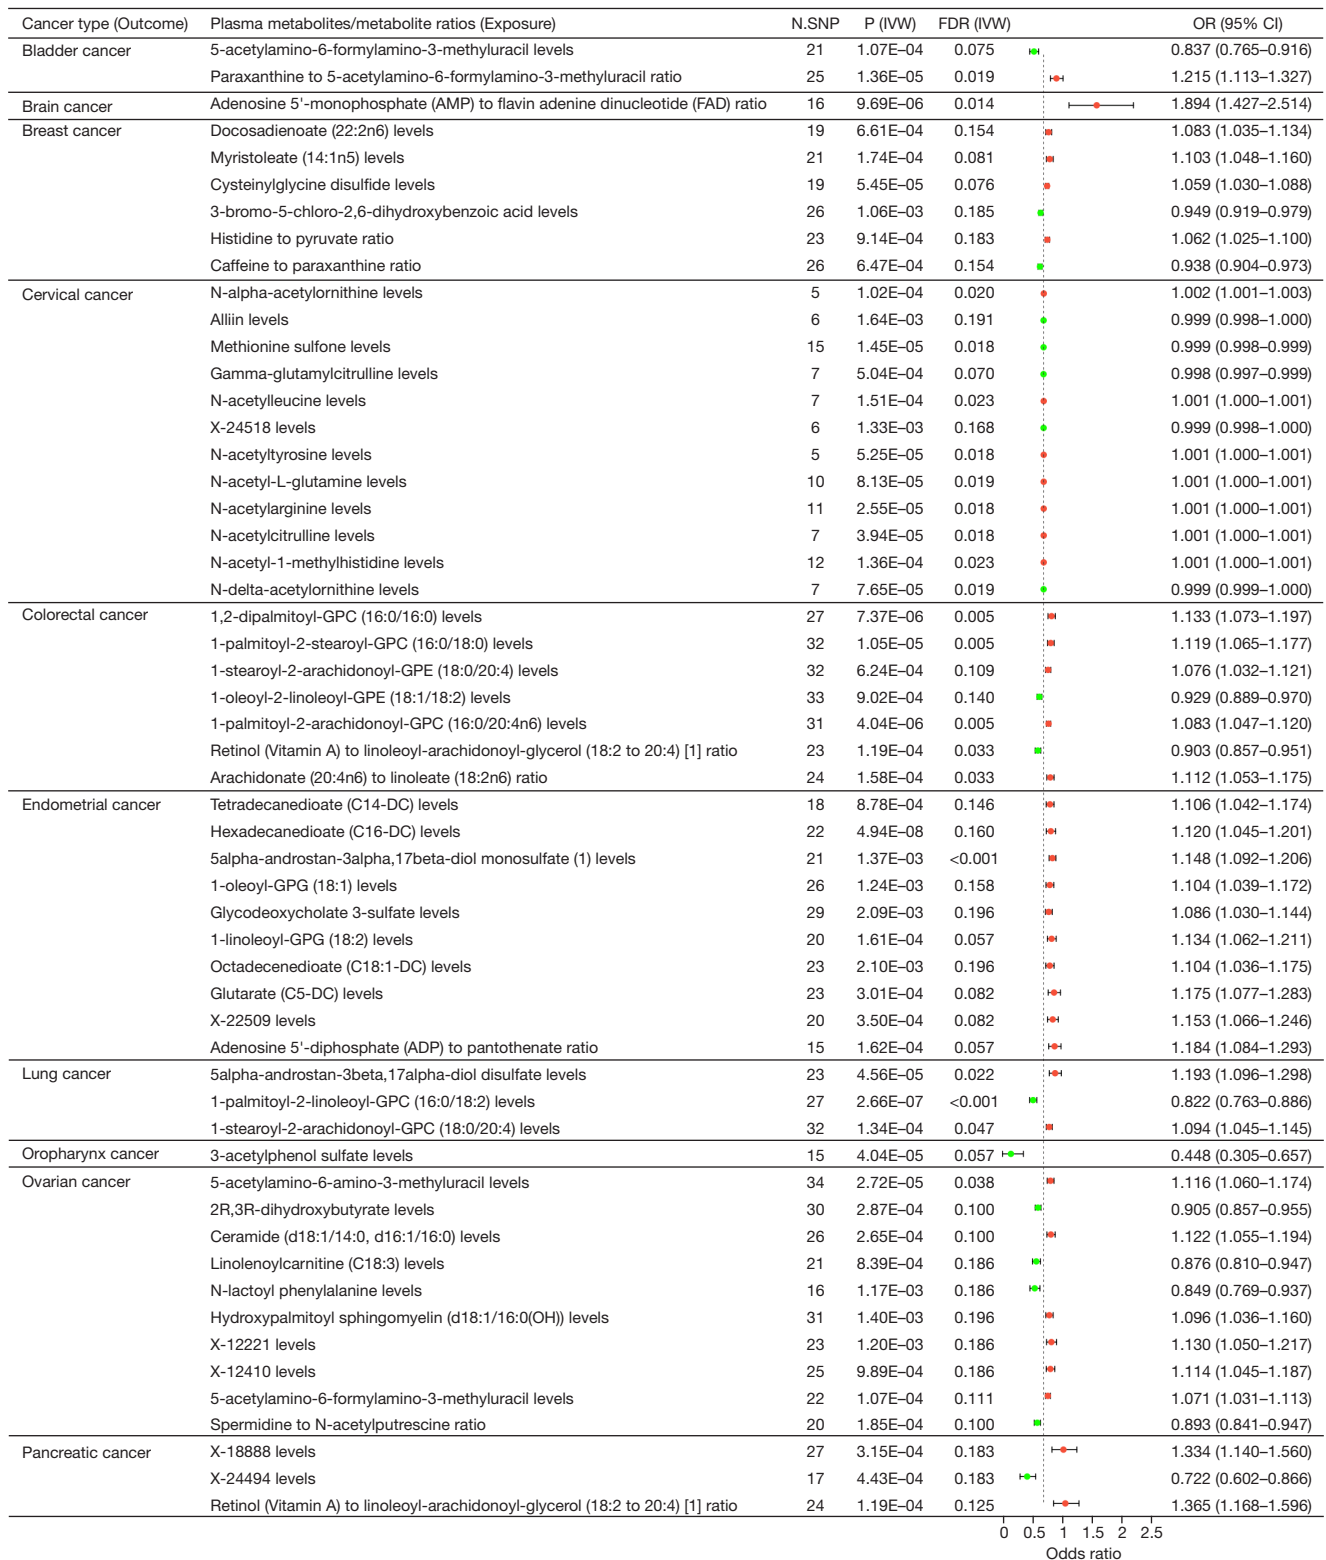 Cancer type (Outcome) Plasma metabolites/metabolite ratios (Exposure) N.SNP P (IVW) FDR (IVW) OR (95% CI)
Bladder cancer 5-acetylamino-6-formylamino-3-methyluracil levels 21 1.07E–04 0.075 0.837 (0.765–0.916)
Paraxanthine to 5-acetylamino-6-formylamino-3-methyluracil ratio 25 1.36E–05 0.019 1.215 (1.113–1.327)
Brain cancer Adenosine 5'-monophosphate (AMP) to flavin adenine dinucleotide (FAD) ratio 16 9.69E–06 0.014 1.894 (1.427–2.514)
Breast cancer Docosadienoate (22:2n6) levels 19 6.61E–04 0.154 1.083 (1.035–1.134)
Myristoleate (14:1n5) levels 21 1.74E–04 0.081 1.103 (1.048–1.160)
Cysteinylglycine disulfide levels 19 5.45E–05 0.076 1.059 (1.030–1.088)
3-bromo-5-chloro-2,6-dihydroxybenzoic acid levels 26 1.06E–03 0.185 0.949 (0.919–0.979)
Histidine to pyruvate ratio 23 9.14E–04 0.183 1.062 (1.025–1.100)
Caffeine to paraxanthine ratio 26 6.47E–04 0.154 0.938 (0.904–0.973)
Cervical cancer N-alpha-acetylornithine levels 5 1.02E–04 0.020 1.002 (1.001–1.003)
Alliin levels 6 1.64E–03 0.191 0.999 (0.998–1.000)
Methionine sulfone levels 15 1.45E–05 0.018 0.999 (0.998–0.999)
Gamma-glutamylcitrulline levels 7 5.04E–04 0.070 0.998 (0.997–0.999)
N-acetylleucine levels 7 1.51E–04 0.023 1.001 (1.000–1.001)
X-24518 levels 6 1.33E–03 0.168 0.999 (0.998–1.000)
N-acetyltyrosine levels 5 5.25E–05 0.018 1.001 (1.000–1.001)
N-acetyl-L-glutamine levels 10 8.13E–05 0.019 1.001 (1.000–1.001)
N-acetylarginine levels 11 2.55E–05 0.018 1.001 (1.000–1.001)
N-acetylcitrulline levels 7 3.94E–05 0.018 1.001 (1.000–1.001)
N-acetyl-1-methylhistidine levels 12 1.36E–04 0.023 1.001 (1.000–1.001)
N-delta-acetylornithine levels 7 7.65E–05 0.019 0.999 (0.999–1.000)
Colorectal cancer 1,2-dipalmitoyl-GPC (16:0/16:0) levels 27 7.37E–06 0.005 1.133 (1.073–1.197)
1-palmitoyl-2-stearoyl-GPC (16:0/18:0) levels 32 1.05E–05 0.005 1.119 (1.065–1.177)
1-stearoyl-2-arachidonoyl-GPE (18:0/20:4) levels 32 6.24E–04 0.109 1.076 (1.032–1.121)
1-oleoyl-2-linoleoyl-GPE (18:1/18:2) levels 33 9.02E–04 0.140 0.929 (0.889–0.970)
1-palmitoyl-2-arachidonoyl-GPC (16:0/20:4n6) levels 31 4.04E–06 0.005 1.083 (1.047–1.120)
Retinol (Vitamin A) to linoleoyl-arachidonoyl-glycerol (18:2 to 20:4) [1] ratio 23 1.19E–04 0.033 0.903 (0.857–0.951)
Arachidonate (20:4n6) to linoleate (18:2n6) ratio 24 1.58E–04 0.033 1.112 (1.053–1.175)
Endometrial cancer Tetradecanedioate (C14-DC) levels 18 8.78E–04 0.146 1.106 (1.042–1.174)
Hexadecanedioate (C16-DC) levels 22 4.94E–08 0.160 1.120 (1.045–1.201)
5alpha-androstan-3alpha,17beta-diol monosulfate (1) levels 21 1.37E–03 <0.001 1.148 (1.092–1.206)
1-oleoyl-GPG (18:1) levels 26 1.24E–03 0.158 1.104 (1.039–1.172)
Glycodeoxycholate 3-sulfate levels 29 2.09E–03 0.196 1.086 (1.030–1.144)
1-linoleoyl-GPG (18:2) levels 20 1.61E–04 0.057 1.134 (1.062–1.211)
Octadecenedioate (C18:1-DC) levels 23 2.10E–03 0.196 1.104 (1.036–1.175)
Glutarate (C5-DC) levels 23 3.01E–04 0.082 1.175 (1.077–1.283)
X-22509 levels 20 3.50E–04 0.082 1.153 (1.066–1.246)
Adenosine 5'-diphosphate (ADP) to pantothenate ratio 15 1.62E–04 0.057 1.184 (1.084–1.293)
Lung cancer 5alpha-androstan-3beta,17alpha-diol disulfate levels 23 4.56E–05 0.022 1.193 (1.096–1.298)
1-palmitoyl-2-linoleoyl-GPC (16:0/18:2) levels 27 2.66E–07 <0.001 0.822 (0.763–0.886)
1-stearoyl-2-arachidonoyl-GPC (18:0/20:4) levels 32 1.34E–04 0.047 1.094 (1.045–1.145)
Oropharynx cancer 3-acetylphenol sulfate levels 15 4.04E–05 0.057 0.448 (0.305–0.657)
Ovarian cancer 5-acetylamino-6-amino-3-methyluracil levels 34 2.72E–05 0.038 1.116 (1.060–1.174)
2R,3R-dihydroxybutyrate levels 30 2.87E–04 0.100 0.905 (0.857–0.955)
Ceramide (d18:1/14:0, d16:1/16:0) levels 26 2.65E–04 0.100 1.122 (1.055–1.194)
Linolenoylcarnitine (C18:3) levels 21 8.39E–04 0.186 0.876 (0.810–0.947)
N-lactoyl phenylalanine levels 16 1.17E–03 0.186 0.849 (0.769–0.937)
Hydroxypalmitoyl sphingomyelin (d18:1/16:0(OH)) levels 31 1.40E–03 0.196 1.096 (1.036–1.160)
X-12221 levels 23 1.20E–03 0.186 1.130 (1.050–1.217)
X-12410 levels 25 9.89E–04 0.186 1.114 (1.045–1.187)
5-acetylamino-6-formylamino-3-methyluracil levels 22 1.07E–04 0.111 1.071 (1.031–1.113)
Spermidine to N-acetylputrescine ratio 20 1.85E–04 0.100 0.893 (0.841–0.947)
Pancreatic cancer X-18888 levels 27 3.15E–04 0.183 1.334 (1.140–1.560)
X-24494 levels 17 4.43E–04 0.183 0.722 (0.602–0.866)
Retinol (Vitamin A) to linoleoyl-arachidonoyl-glycerol (18:2 to 20:4) [1] ratio 24 1.19E–04 0.125 1.365 (1.168–1.596)
0 0.5 1 1.5 2 2.5
Odds ratio